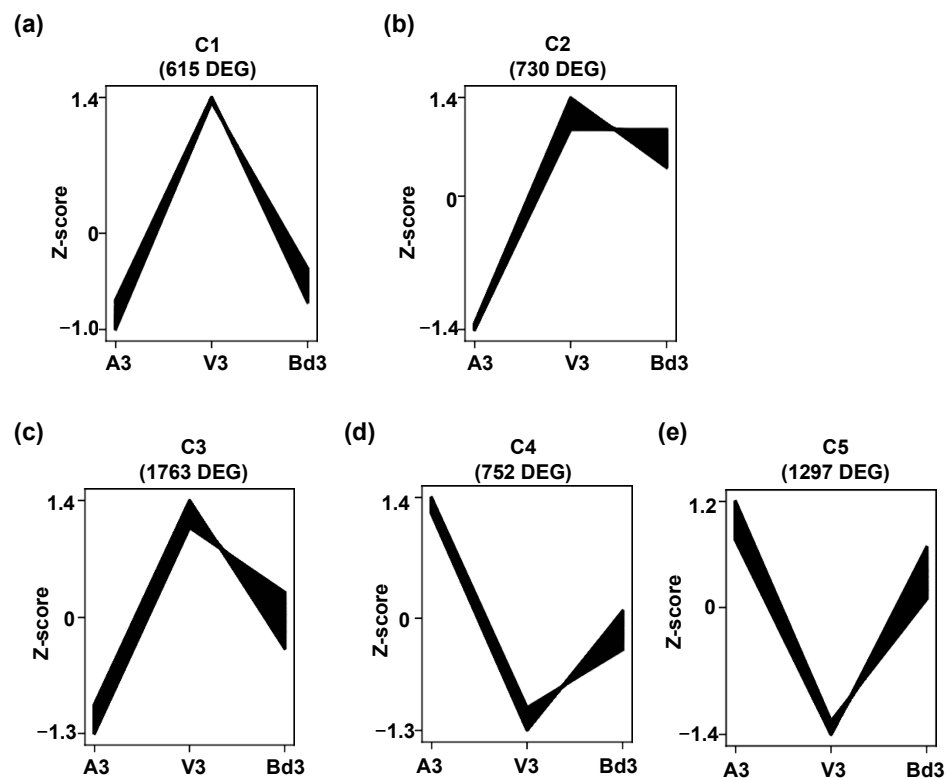 (a)
C1
(615 DEG)
Z-score
1.4
0
−1.0
A3 V3 Bd3
(b)
C2
(730 DEG)
Z-score
1.4
0
−1.4
A3 V3 Bd3
(c)
C3
(1763 DEG)
Z-score
1.4
0
−1.3
A3 V3 Bd3
(d)
C4
(752 DEG)
Z-score
1.4
0
−1.3
A3 V3 Bd3
(e)
C5
(1297 DEG)
Z-score
1.2
0
−1.4
A3 V3 Bd3